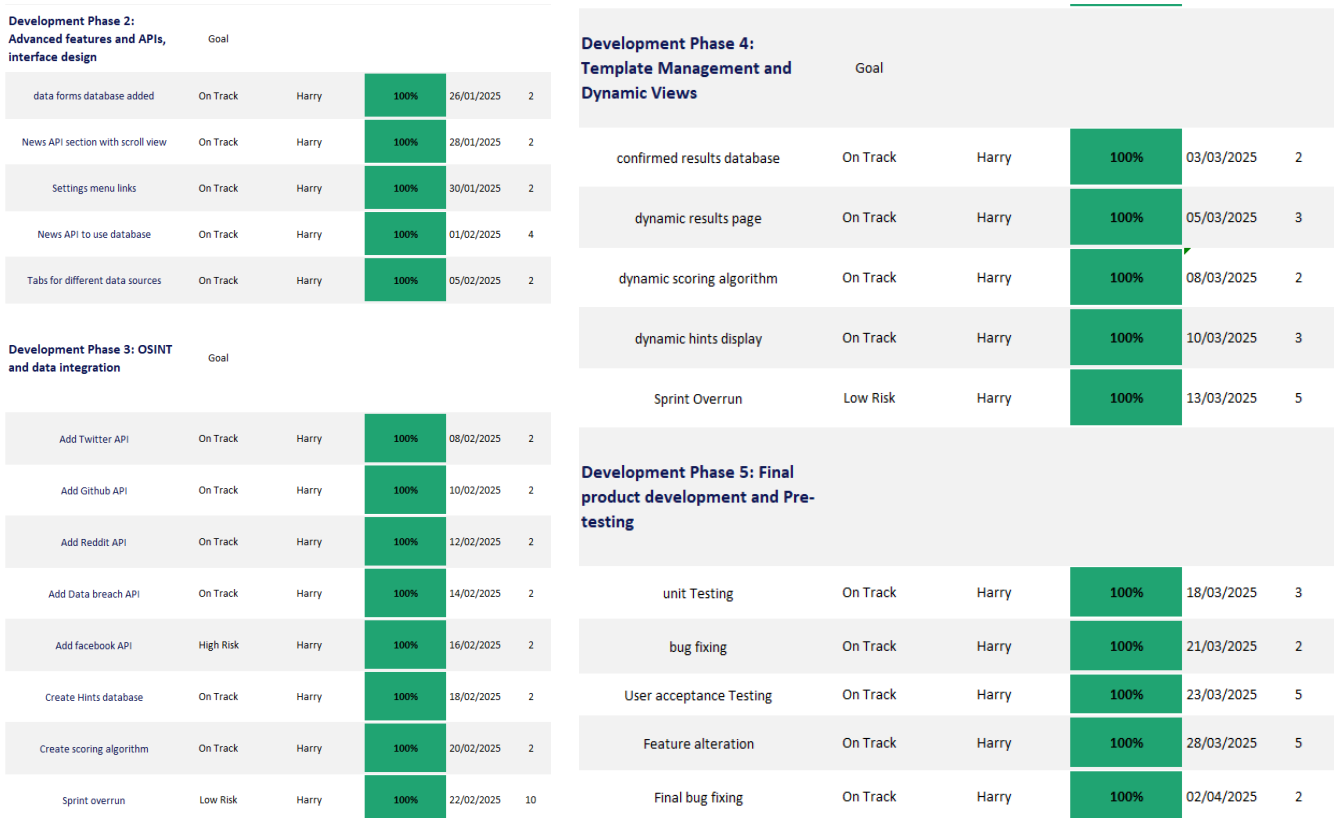 Development Phase 2:
Advanced features and APIs,
interface design
Goal
data forms database added On Track Harry 100% 26/01/2025 2
News API section with scroll view On Track Harry 100% 28/01/2025 2
Settings menu links On Track Harry 100% 30/01/2025 2
News API to use database On Track Harry 100% 01/02/2025 4
Tabs for different data sources On Track Harry 100% 05/02/2025 2
Development Phase 3: OSINT
and data integration
Goal
Add Twitter API On Track Harry 100% 08/02/2025 2
Add Github API On Track Harry 100% 10/02/2025 2
Add Reddit API On Track Harry 100% 12/02/2025 2
Add Data breach API On Track Harry 100% 14/02/2025 2
Add facebook API High Risk Harry 100% 16/02/2025 2
Create Hints database On Track Harry 100% 18/02/2025 2
Create scoring algorithm On Track Harry 100% 20/02/2025 2
Sprint overrun Low Risk Harry 100% 22/02/2025 10
Development Phase 4:
Template Management and
Dynamic Views
Goal
confirmed results database On Track Harry 100% 03/03/2025 2
dynamic results page On Track Harry 100% 05/03/2025 3
dynamic scoring algorithm On Track Harry 100% 08/03/2025 2
dynamic hints display On Track Harry 100% 10/03/2025 3
Sprint Overrun Low Risk Harry 100% 13/03/2025 5
Development Phase 5: Final
product development and Pre-
testing
unit Testing On Track Harry 100% 18/03/2025 3
bug fixing On Track Harry 100% 21/03/2025 2
User acceptance Testing On Track Harry 100% 23/03/2025 5
Feature alteration On Track Harry 100% 28/03/2025 5
Final bug fixing On Track Harry 100% 02/04/2025 2